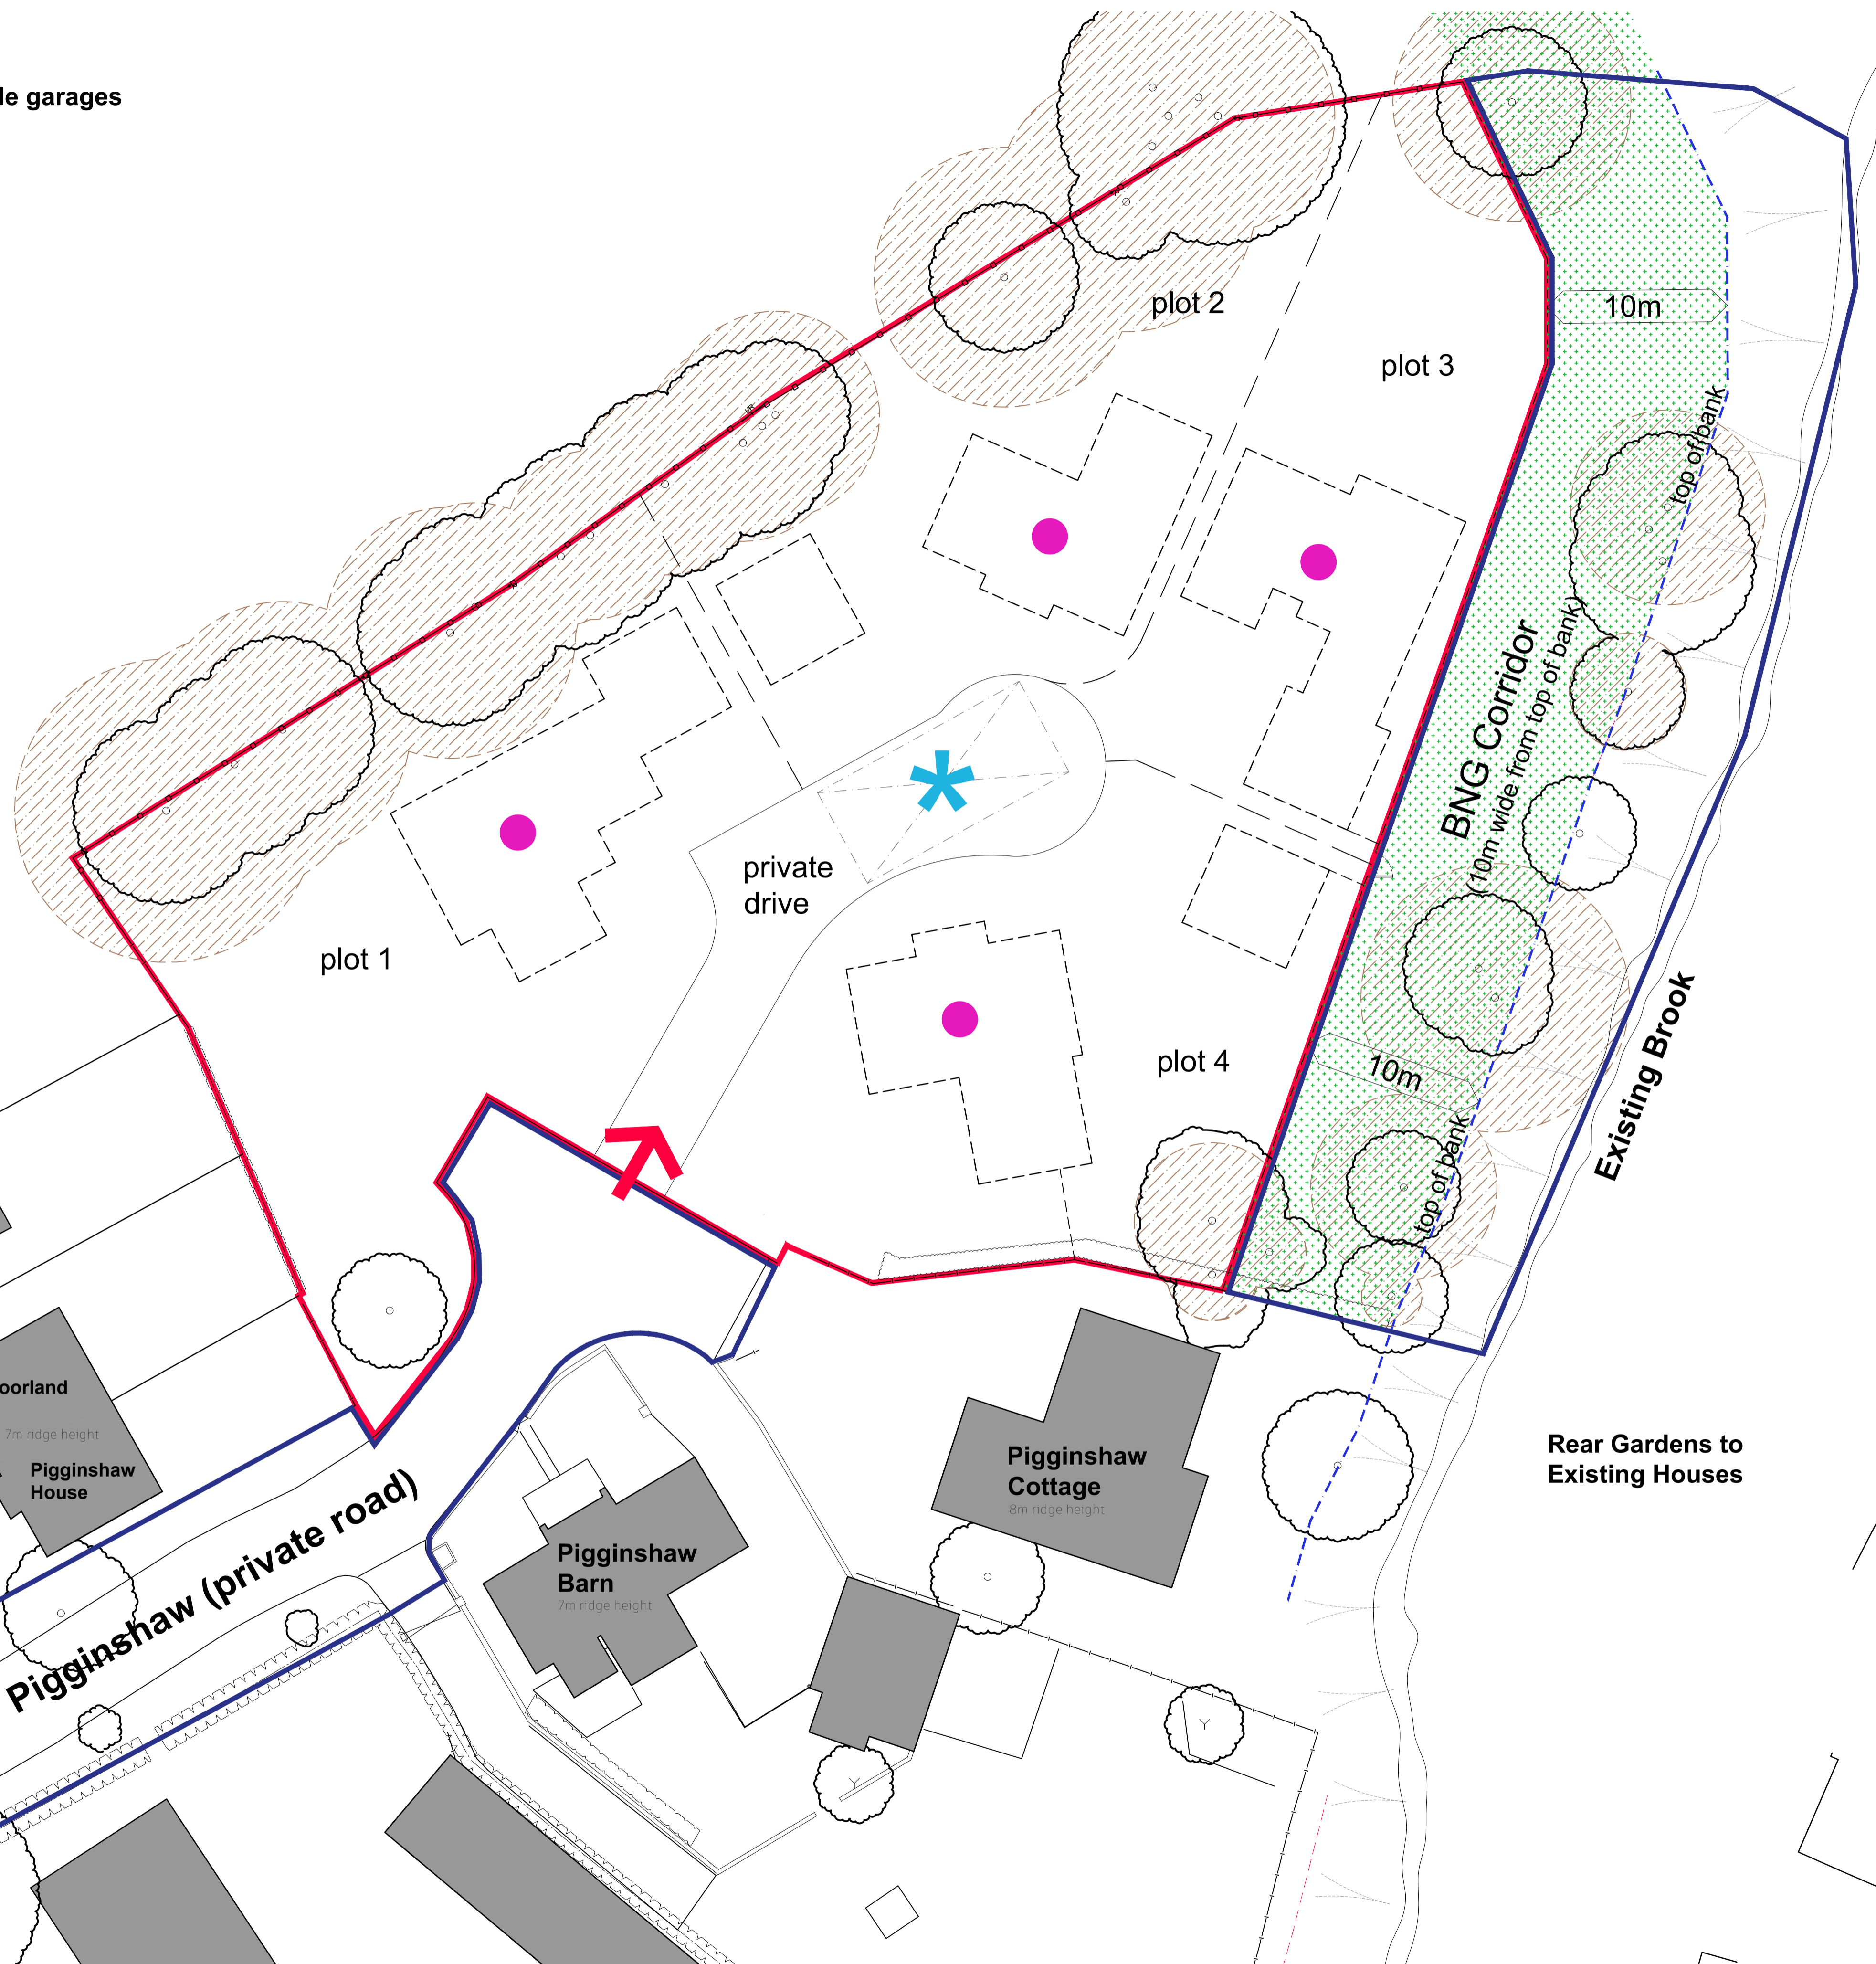 le garages
plot 2
10m
plot 3
top of bank
BNG Corridor
(10m wide from top of bank)
private
drive
plot 1
plot 4
10m
Existing Brook
top of bank
oorland
7m ridge height
Pigginshaw
House
Pigginshaw (private road)
Pigginshaw
Barn
7m ridge height
Pigginshaw
Cottage
8m ridge height
Rear Gardens to
Existing Houses